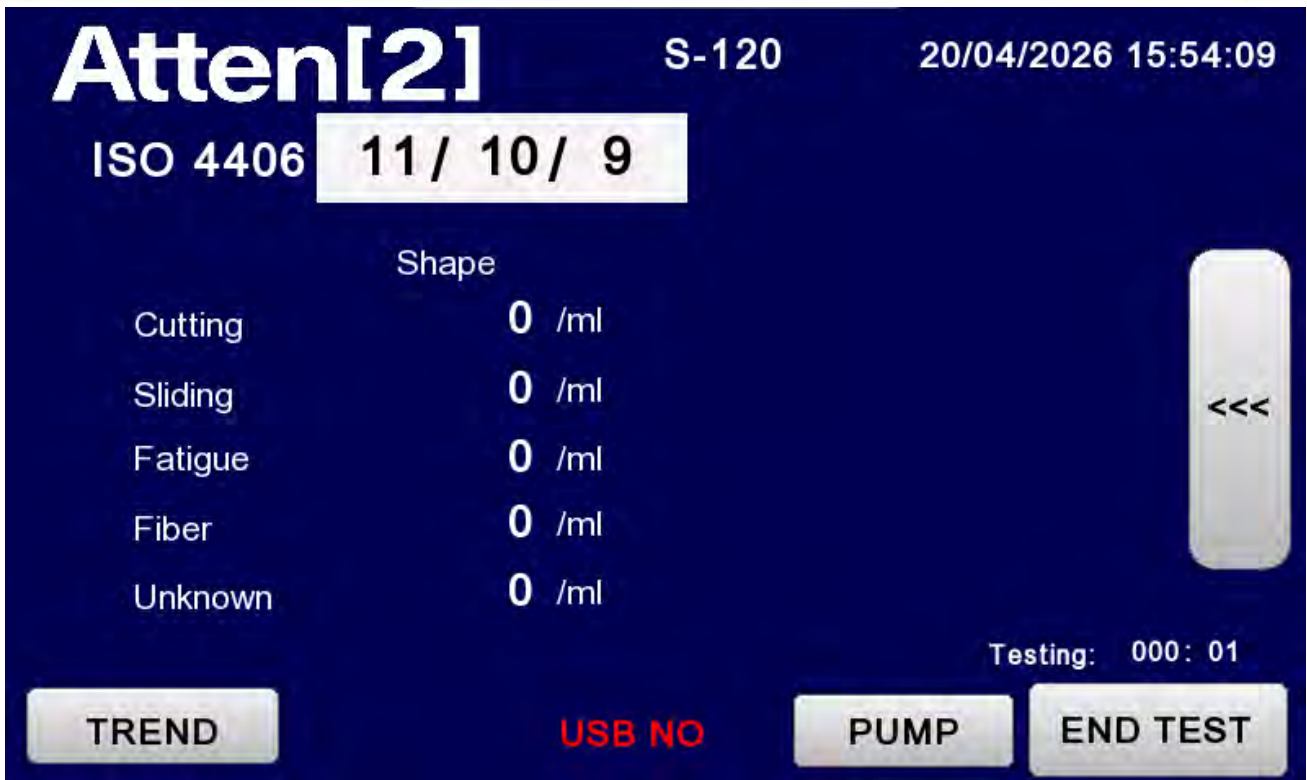 Atten[2] S-120 20/04/2026 15:54:09
ISO 4406 11/ 10/ 9
Shape
Cutting 0 /ml
Sliding 0 /ml
Fatigue 0 /ml
Fiber 0 /ml
Unknown 0 /ml
<<<
Testing: 000: 01
TREND USB NO PUMP END TEST